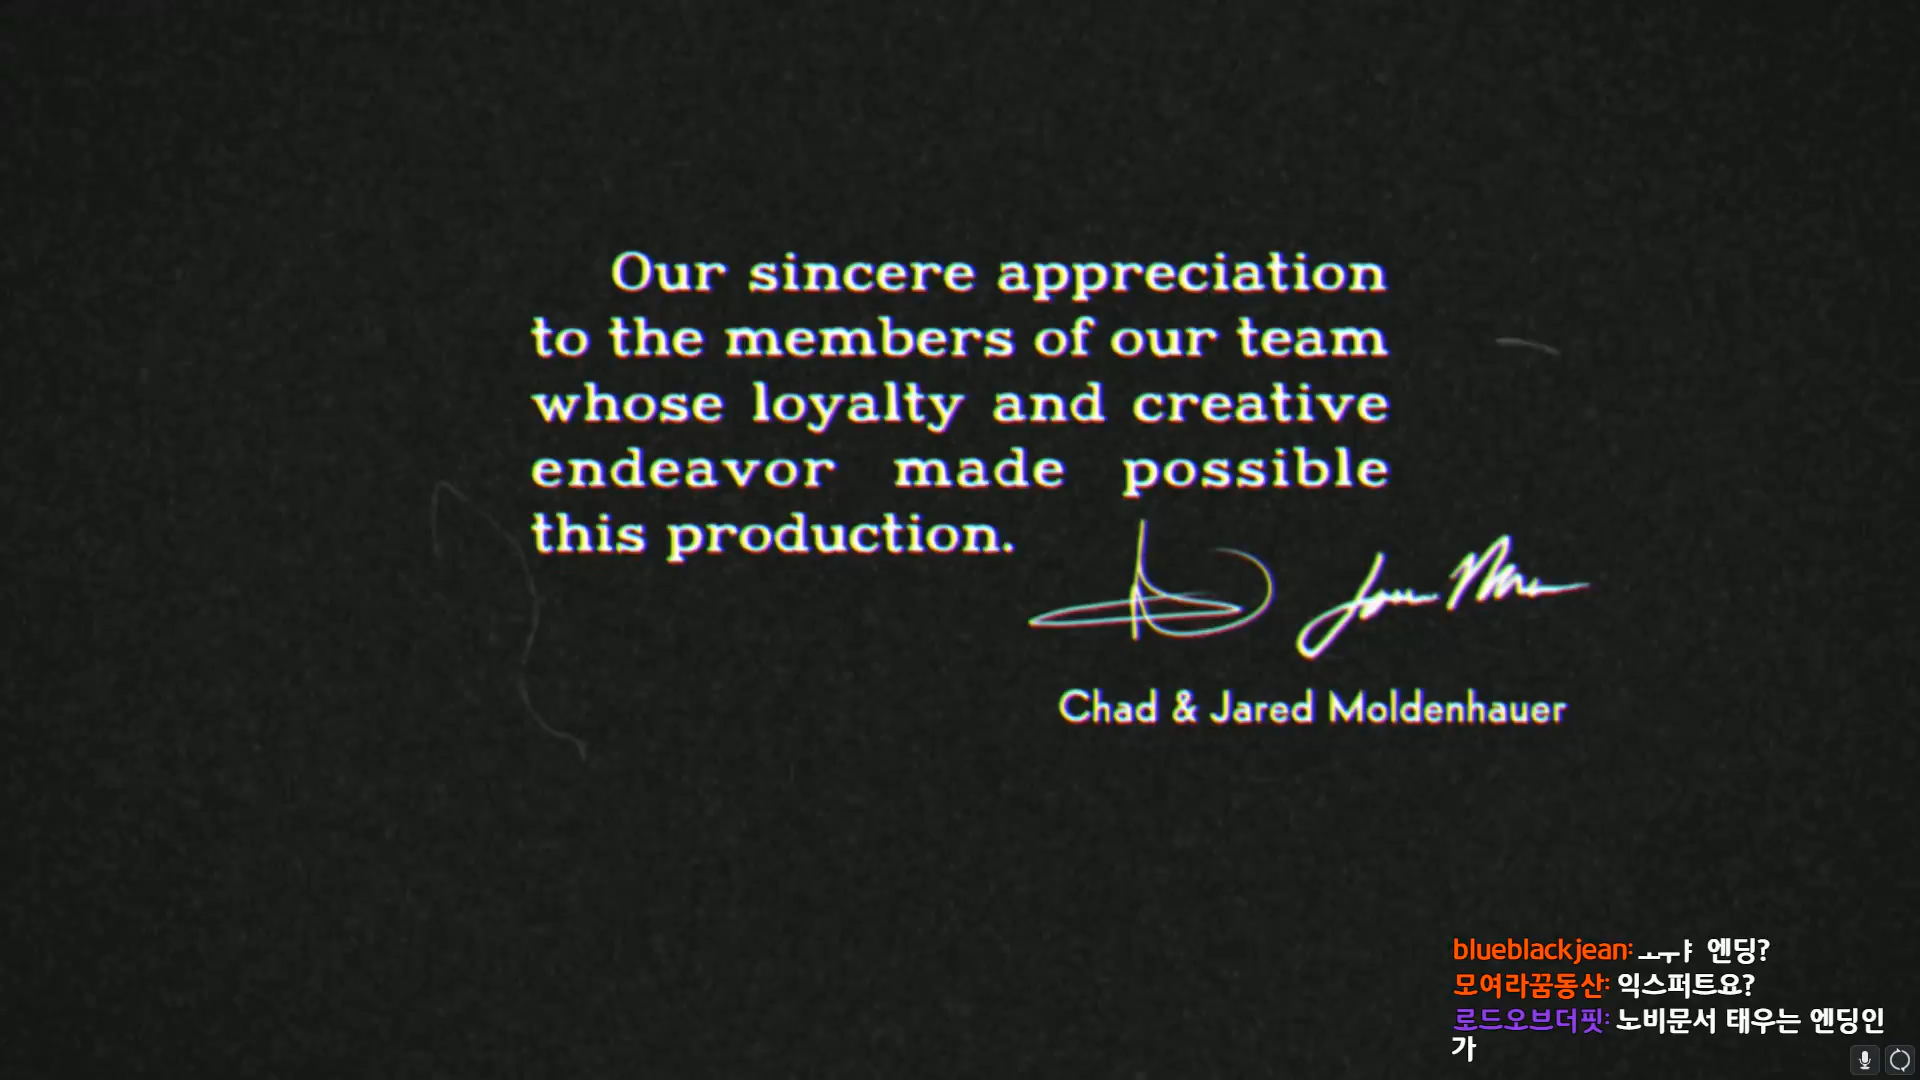 Our sincere appreciation
to the members of our team
whose loyalty and creative
endeavor made possible
this production.
Chad & Jared Moldenhauer
blueblackjean: ㅗㅜㅑ 엔딩?
모여라꿈동산: 익스퍼트요?
로드오브더핏: 노비문서 태우는 엔딩인
가